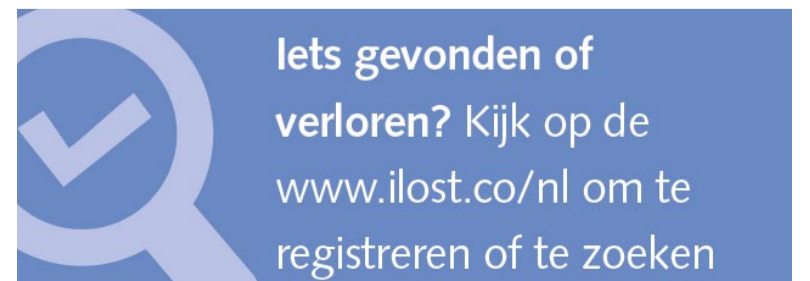 Iets gevonden of
verloren? Kijk op de
www.ilost.co/nl om te
registreren of te zoeken